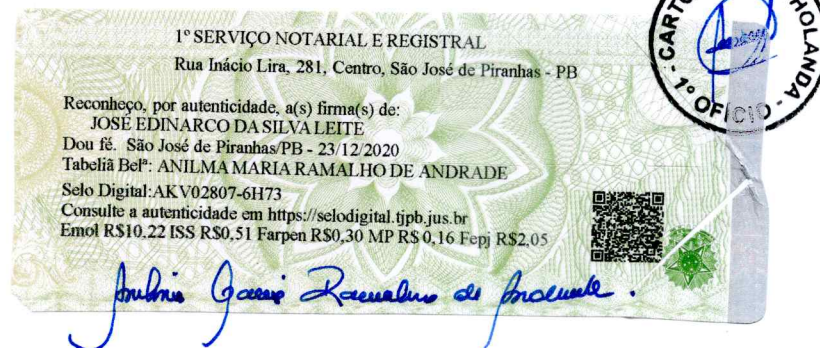 1º SERVIÇO NOTARIAL E REGISTRAL
Rua Inácio Lira, 281, Centro, São José de Piranhas - PB
Reconheço, por autenticidade, a(s) firma(s) de:
JOSÉ EDINARCO DA SILVA LEITE
Dou fé. São José de Piranhas/PB - 23/12/2020
Tabeliã Belª: ANILMA MARIA RAMALHO DE ANDRADE
Selo Digital:AKV02807-6H73
Consulte a autenticidade em https://selodigital.tjpb.jus.br
Emol R$10,22 ISS R$0,51 Farpen R$0,30 MP R$ 0,16 Fepj R$2,05
HOLANDA
1º OFÍCIO